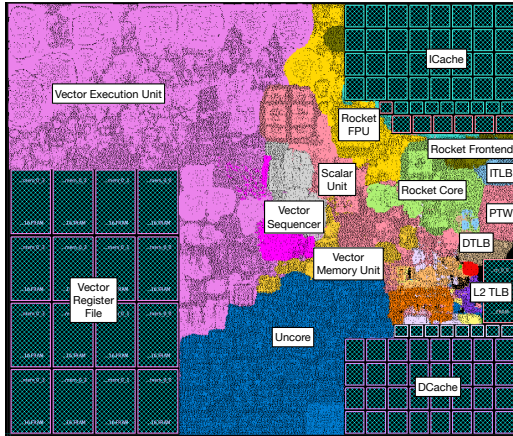 ICache
Vector Execution Unit
Rocket
FPU
Rocket Frontend
ITLB
Scalar
Unit
Rocket Core
PTW
Vector
Sequencer
DTLB
Vector
Memory Unit
Vector
Register
File
L2 TLB
Uncore
DCache